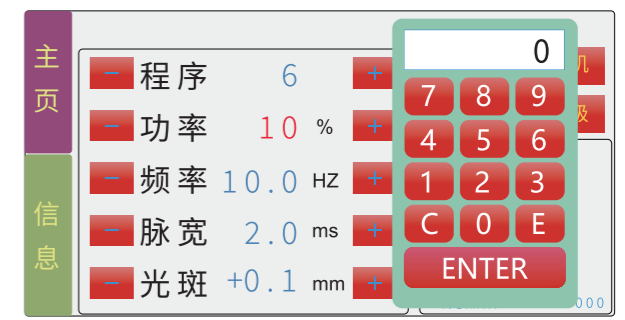 主页
信息
− 程序 6 +
− 功率 10 % +
− 频率 10.0 HZ +
− 脉宽 2.0 ms +
− 光斑 +0.1 mm +
0
7 8 9
4 5 6
1 2 3
C 0 E
ENTER
机
级
000